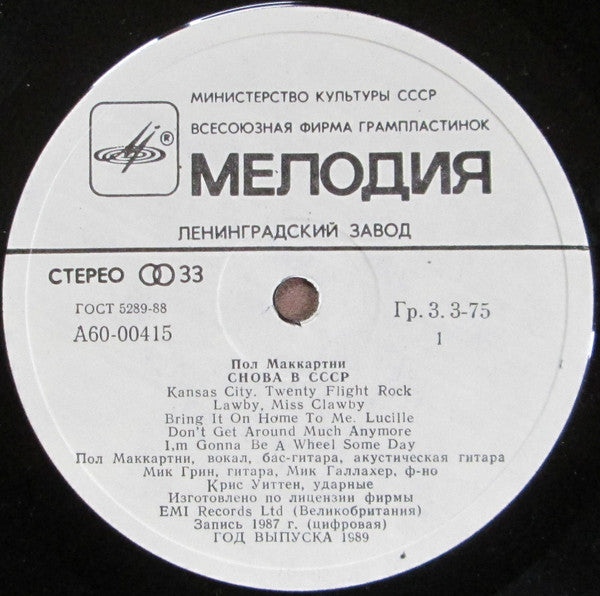 МИНИСТЕРСТВО КУЛЬТУРЫ СССР
ВСЕСОЮЗНАЯ ФИРМА ГРАМПЛАСТИНОК
®
МЕЛОДИЯ
ЛЕНИНГРАДСКИЙ ЗАВОД
СТЕРЕО 33
ГОСТ 5289-88
А60-00415
Гр. 3. 3-75
1
Пол Маккартни
СНОВА В СССР
Kansas City. Twenty Flight Rock
Lawby, Miss Clawby
Bring It On Home To Me. Lucille
Don't Get Around Much Anymore
I,m Gonna Be A Wheel Some Day
Пол Маккартни, вокал, бас-гитара, акустическая гитара
Мик Грин, гитара, Мик Галлахер, ф-но
Крис Уиттен, ударные
Изготовлено по лицензии фирмы
EMI Records Ltd (Великобритания)
Запись 1987 г. (цифровая)
ГОД ВЫПУСКА 1989